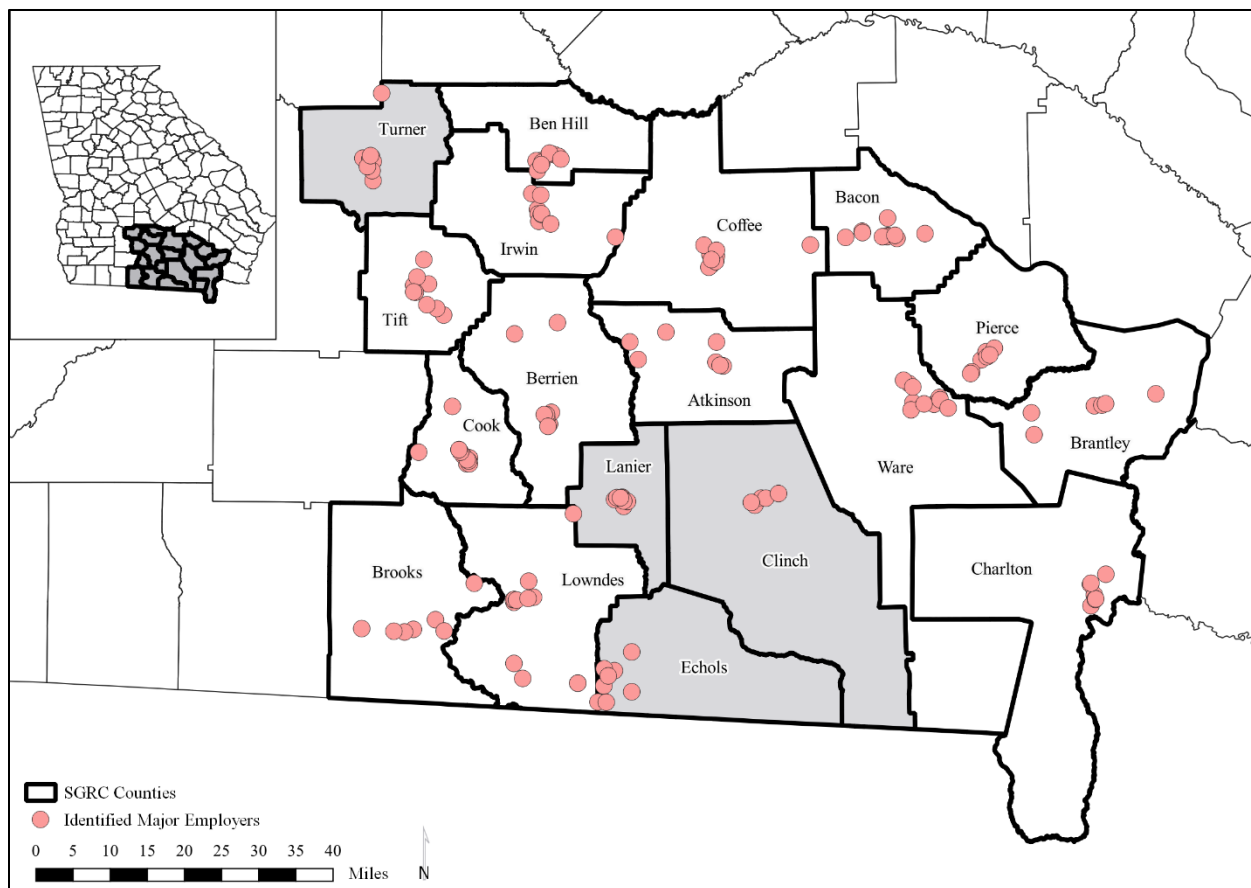 Turner
Ben Hill
Bacon
Coffee
Irwin
Tift
Pierce
Berrien
Atkinson
Cook
Brantley
Lanier
Ware
Clinch
Brooks
Lowndes
Charlton
Echols
SGRC Counties
Identified Major Employers
0 5 10 15 20 25 30 35 40
Miles
N